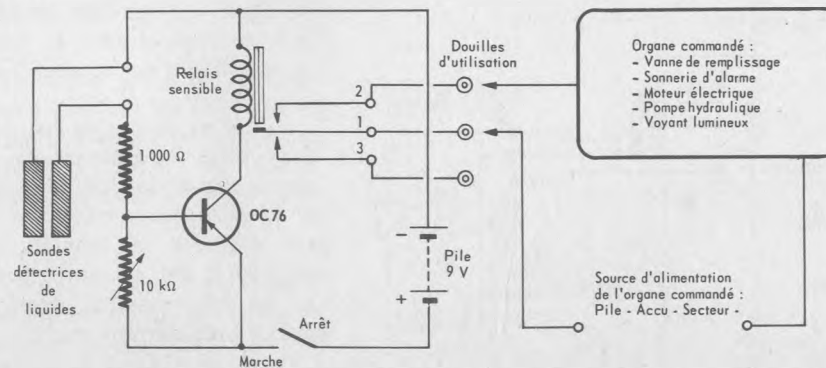 Relais
sensible
Douilles
d'utilisation
2
1
3
Organe commandé :
- Vanne de remplissage
- Sonnerie d'alarme
- Moteur électrique
- Pompe hydraulique
- Voyant lumineux
1 000 Ω
OC 76
Sondes
détectrices
de
liquides
10 kΩ
-
Pile
9 V
+
Source d'alimentation
de l'organe commandé :
Pile - Accu - Secteur -
Arrêt
Marche